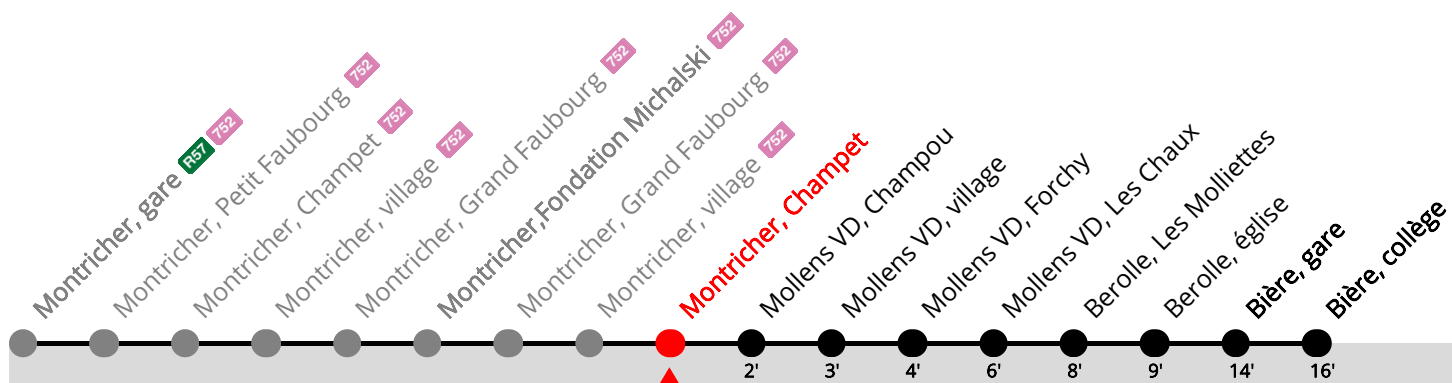 Montricher, gare R57 752
Montricher, Petit Faubourg 752
Montricher, Champet 752
Montricher, village 752
Montricher, Grand Faubourg 752
Montricher,Fondation Michalski 752
Montricher, Grand Faubourg 752
Montricher, village 752
Montricher, Champet
Mollens VD, Champou
Mollens VD, village
Mollens VD, Forchy
Mollens VD, Les Chaux
Berolle, Les Molliettes
Berolle, église
Bière, gare
Bière, collège
2' 3' 4' 6' 8' 9' 14' 16'